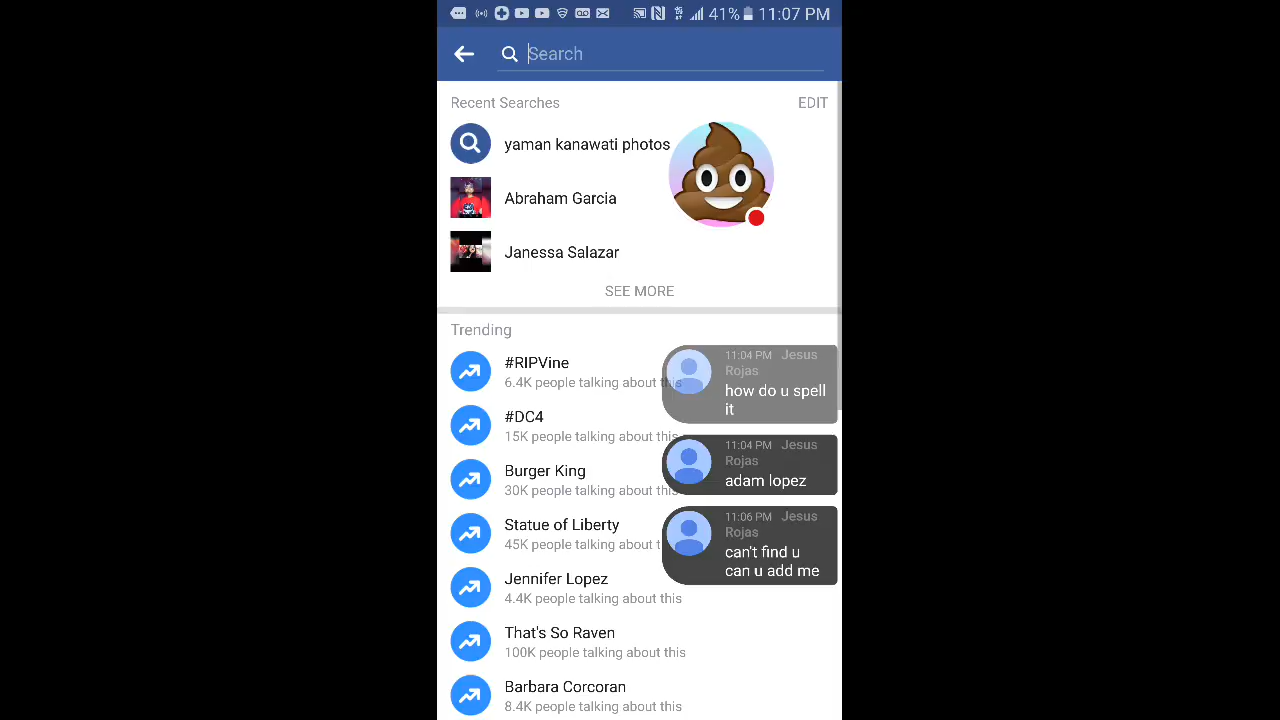 41% 11:07 PM
Search
Recent Searches EDIT
yaman kanawati photos
Abraham Garcia
Janessa Salazar
SEE MORE
Trending
#RIPVine
6.4K people talking about this
#DC4
15K people talking about this
Burger King
30K people talking about this
Statue of Liberty
45K people talking about t
Jennifer Lopez
4.4K people talking about this
That's So Raven
100K people talking about this
Barbara Corcoran
8.4K people talking about this
11:04 PM Jesus
Rojas
how do u spell
it
11:04 PM Jesus
Rojas
adam lopez
11:06 PM Jesus
Rojas
can't find u
can u add me